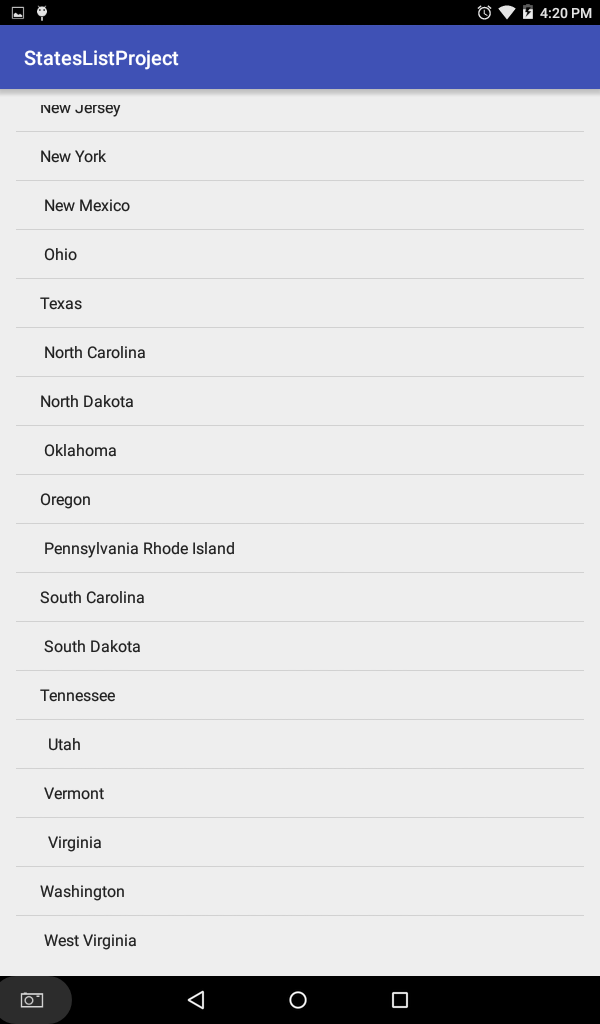 4:20 PM
StatesListProject
New Jersey
New York
New Mexico
Ohio
Texas
North Carolina
North Dakota
Oklahoma
Oregon
Pennsylvania Rhode Island
South Carolina
South Dakota
Tennessee
Utah
Vermont
Virginia
Washington
West Virginia